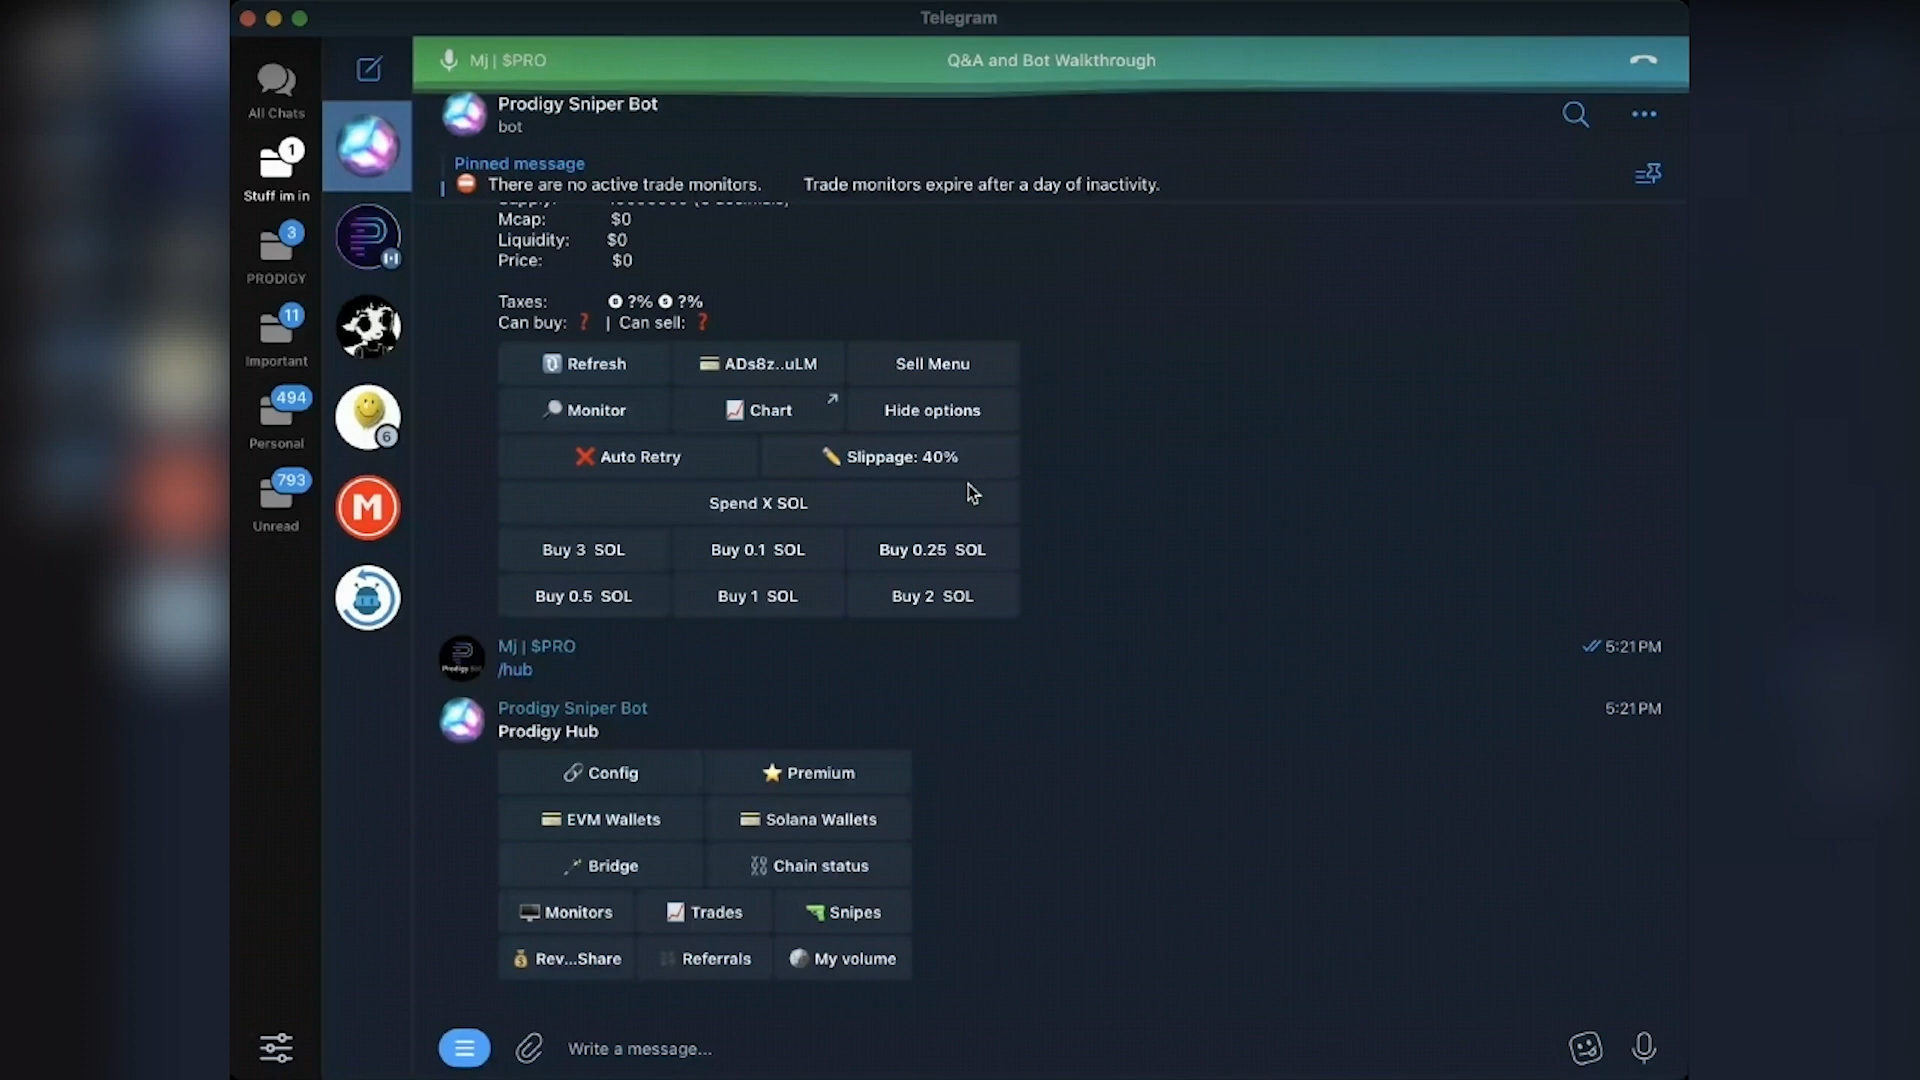 Telegram
Mj | $PRO
Q&A and Bot Walkthrough
All Chats
1
Stuff im in
3
PRODIGY
11
Important
494
Personal
793
Unread
6
M
Prodigy Sniper Bot
bot
Pinned message
There are no active trade monitors. Trade monitors expire after a day of inactivity.
Mcap: $0
Liquidity: $0
Price: $0
Taxes: ?% ?%
Can buy: ❓ | Can sell: ❓
Refresh
ADs8z..uLM
Sell Menu
Monitor
Chart
Hide options
Auto Retry
Slippage: 40%
Spend X SOL
Buy 3 SOL
Buy 0.1 SOL
Buy 0.25 SOL
Buy 0.5 SOL
Buy 1 SOL
Buy 2 SOL
Mj | $PRO
5:21 PM
/hub
Prodigy Sniper Bot
5:21 PM
Prodigy Hub
Config
Premium
EVM Wallets
Solana Wallets
Bridge
Chain status
Monitors
Trades
Snipes
Rev...Share
Referrals
My volume
Write a message...